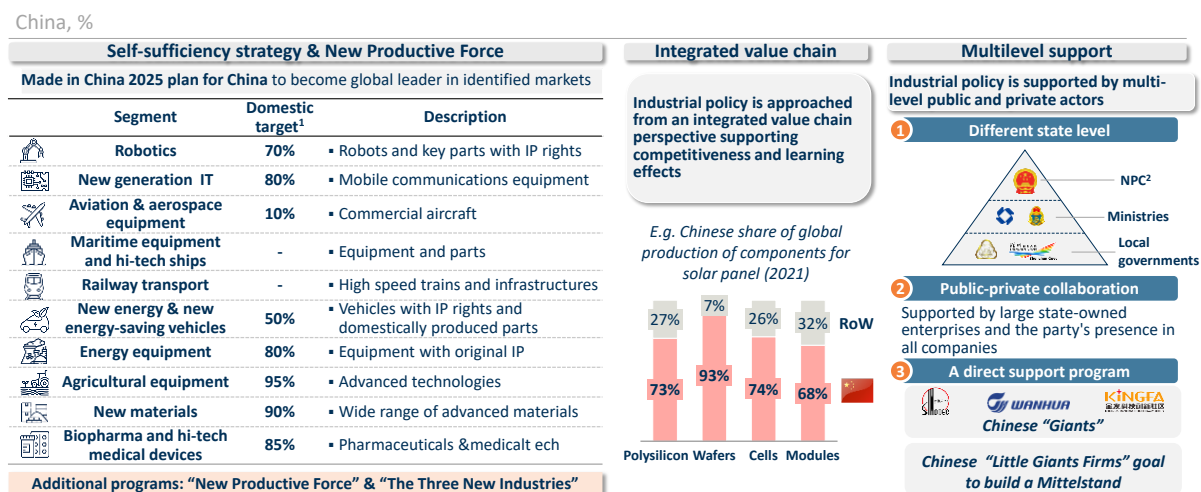 China, %
Self-sufficiency strategy & New Productive Force
Made in China 2025 plan for China to become global leader in identified markets
Segment
Domestic
target1
Description
Robotics 70% ▪ Robots and key parts with IP rights
New generation IT 80% ▪ Mobile communications equipment
Aviation & aerospace
equipment
10% ▪ Commercial aircraft
Maritime equipment
and hi-tech ships
- ▪ Equipment and parts
Railway transport - ▪ High speed trains and infrastructures
New energy & new
energy-saving vehicles
50% ▪ Vehicles with IP rights and
domestically produced parts
Energy equipment 80% ▪ Equipment with original IP
Agricultural equipment 95% ▪ Advanced technologies
New materials 90% ▪ Wide range of advanced materials
Biopharma and hi-tech
medical devices
85% ▪ Pharmaceuticals &medicalt ech
Additional programs: “New Productive Force” & “The Three New Industries”
Integrated value chain
Industrial policy is approached
from an integrated value chain
perspective supporting
competitiveness and learning
effects
E.g. Chinese share of global
production of components for
solar panel (2021)
27% 7% 26% 32% RoW
73% 93% 74% 68%
Polysilicon Wafers Cells Modules
Multilevel support
Industrial policy is supported by multi-
level public and private actors
1 Different state level
NPC2
Ministries
Local
governments
2 Public-private collaboration
Supported by large state-owned
enterprises and the party's presence in
all companies
3 A direct support program
WANHUA
KINGFA
Chinese “Giants”
Chinese “Little Giants Firms” goal
to build a Mittelstand